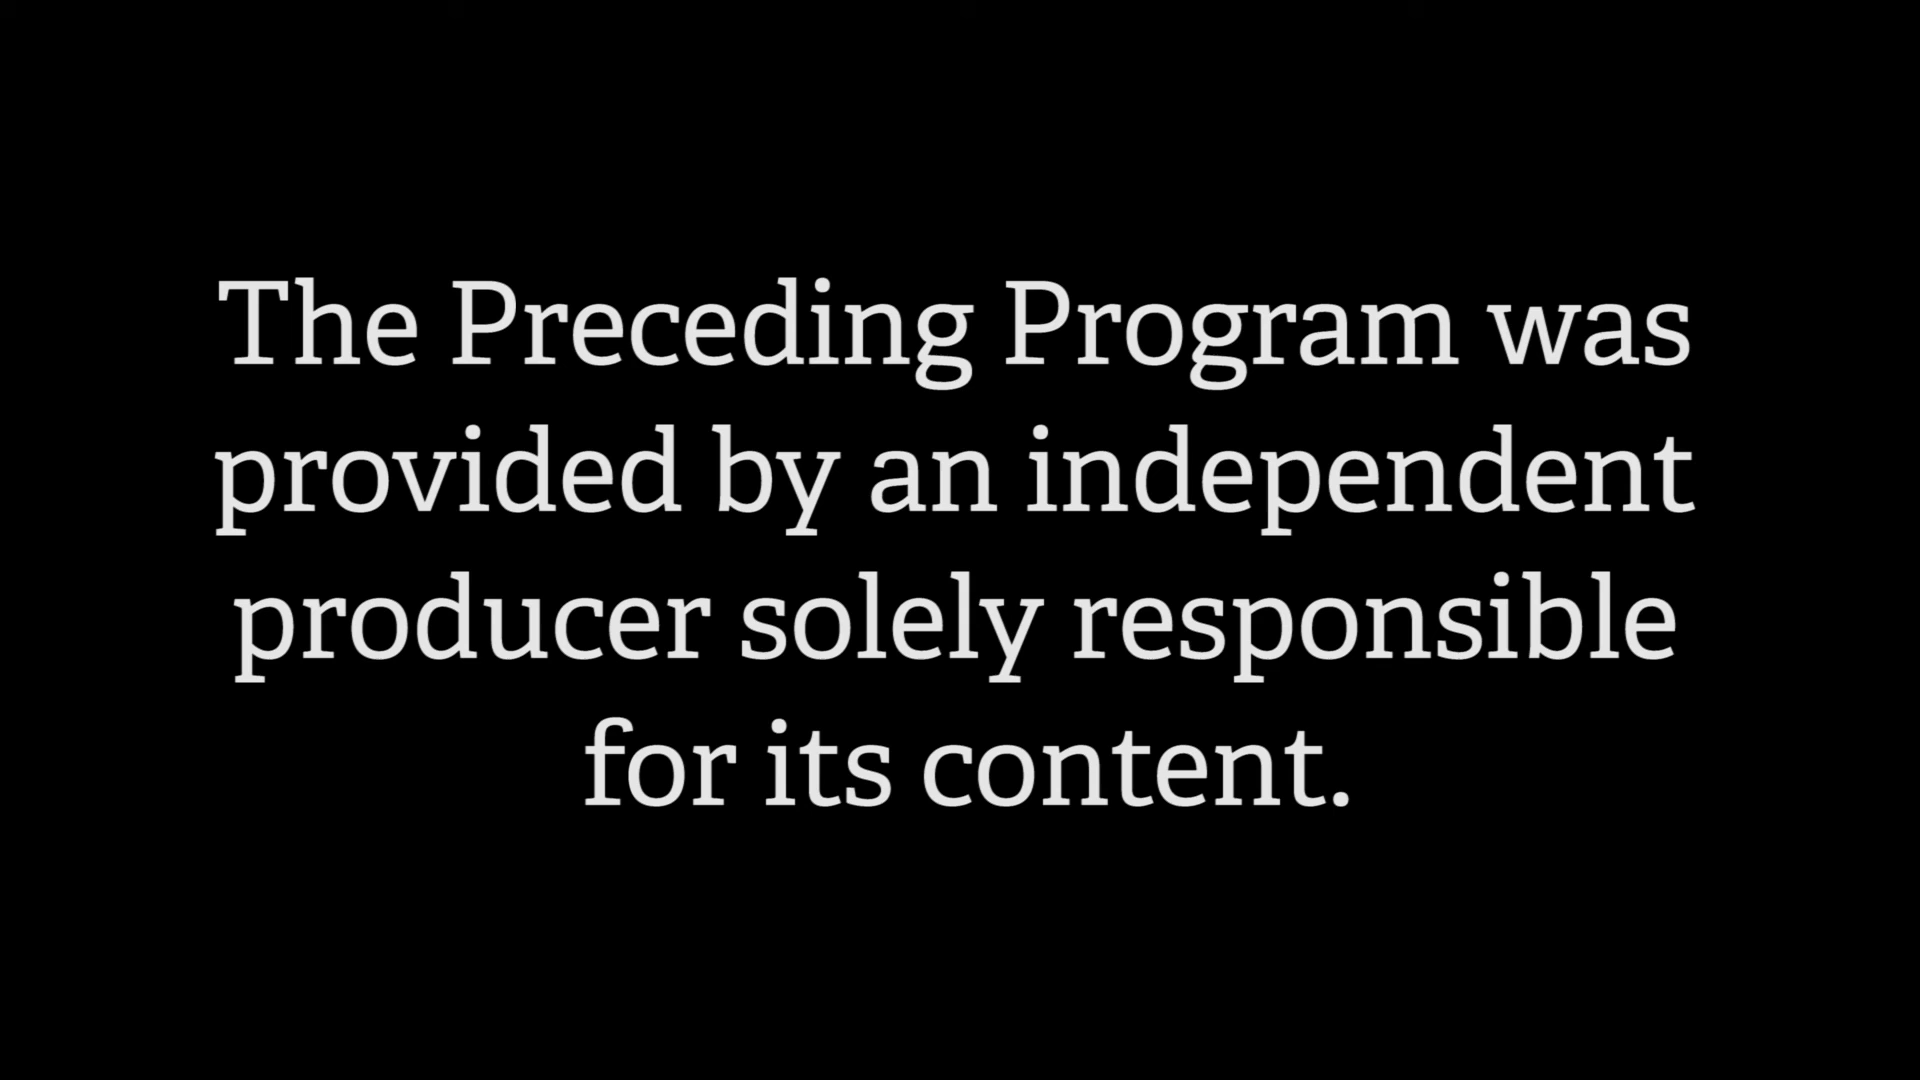 The Preceding Program was
provided by an independent
producer solely responsible
for its content.